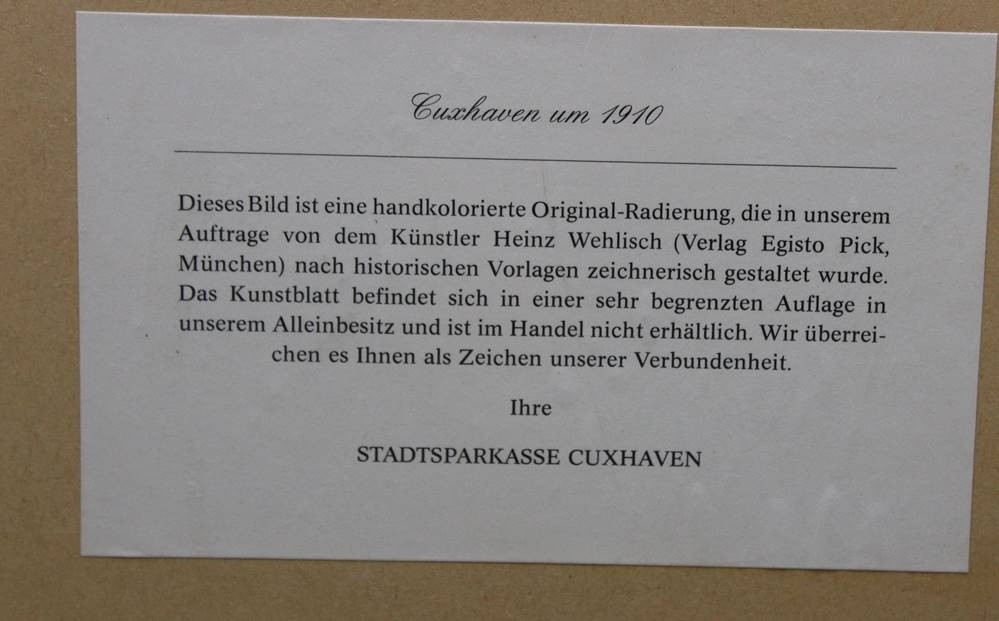 Cuxhaven um 1910
Dieses Bild ist eine handkolorierte Original-Radierung, die in unserem
Auftrage von dem Künstler Heinz Wehlisch (Verlag Egisto Pick,
München) nach historischen Vorlagen zeichnerisch gestaltet wurde.
Das Kunstblatt befindet sich in einer sehr begrenzten Auflage in
unserem Alleinbesitz und ist im Handel nicht erhältlich. Wir überrei-
chen es Ihnen als Zeichen unserer Verbundenheit.
Ihre
STADTSPARKASSE CUXHAVEN